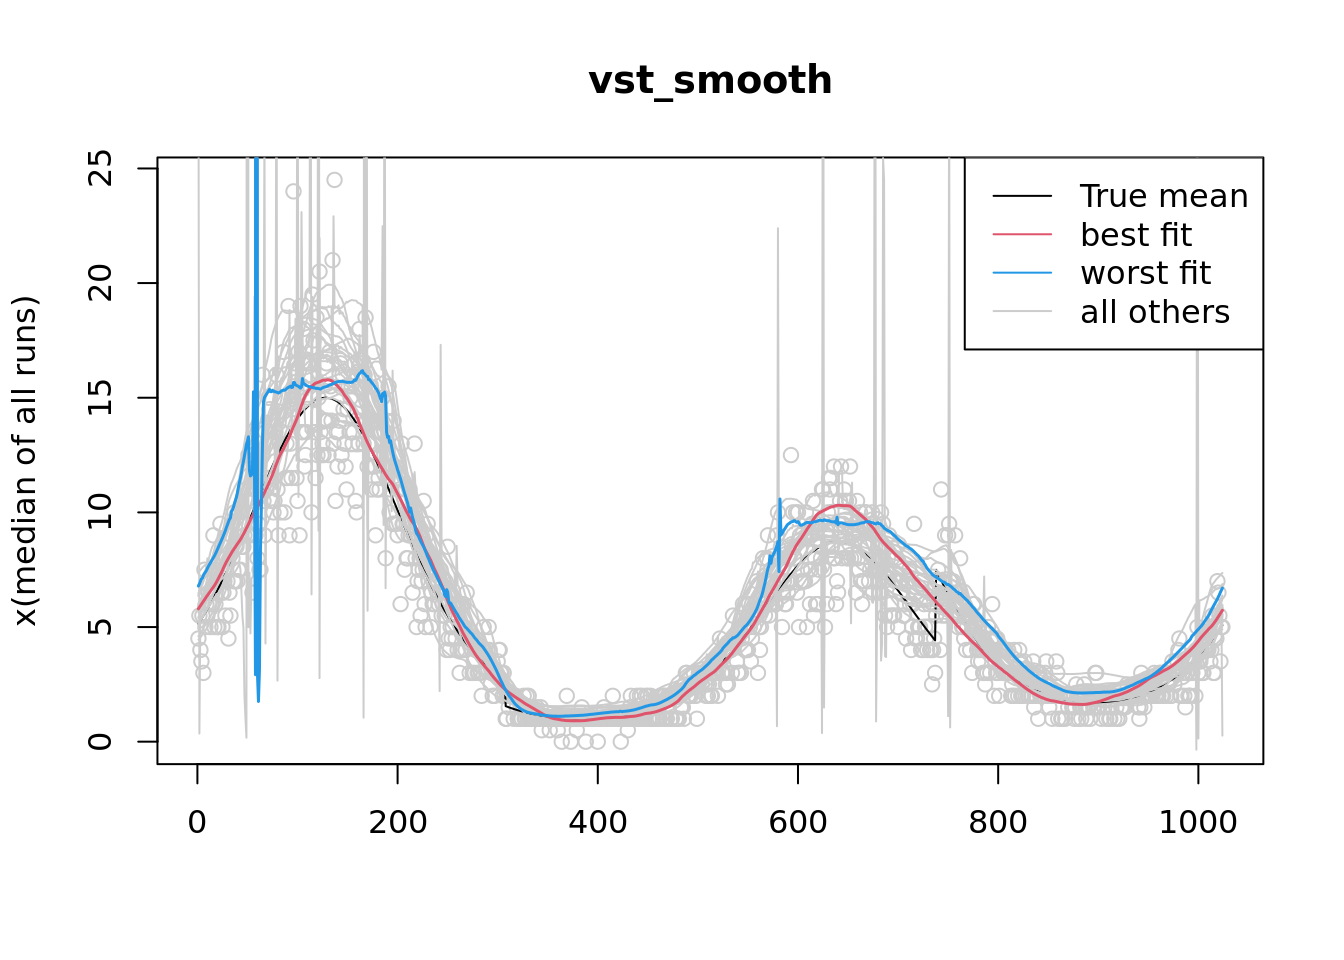 vst_smooth
x(median of all runs)
25
20
15
10
5
0
True mean
best fit
worst fit
all others
0 200 400 600 800 1000